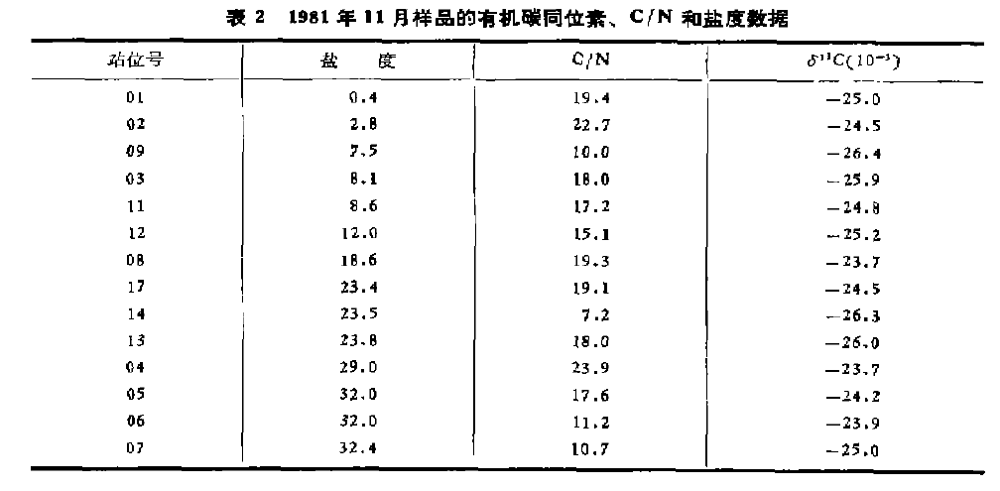 表 2 1981 年 11 月样品的有机碳同位素、C/N 和盐度数据
站位号 盐 度 C/N δ¹³C(10⁻³)
01 0.4 19.4 −25.0
02 2.8 22.7 −24.5
09 7.5 10.0 −26.4
03 8.1 18.0 −25.9
11 8.6 17.2 −24.8
12 12.0 15.1 −25.2
08 18.6 19.3 −23.7
17 23.4 19.1 −24.5
14 23.5 7.2 −26.3
13 23.8 18.0 −26.0
04 29.0 23.9 −23.7
05 32.0 17.6 −24.2
06 32.0 11.2 −23.9
07 32.4 10.7 −25.0